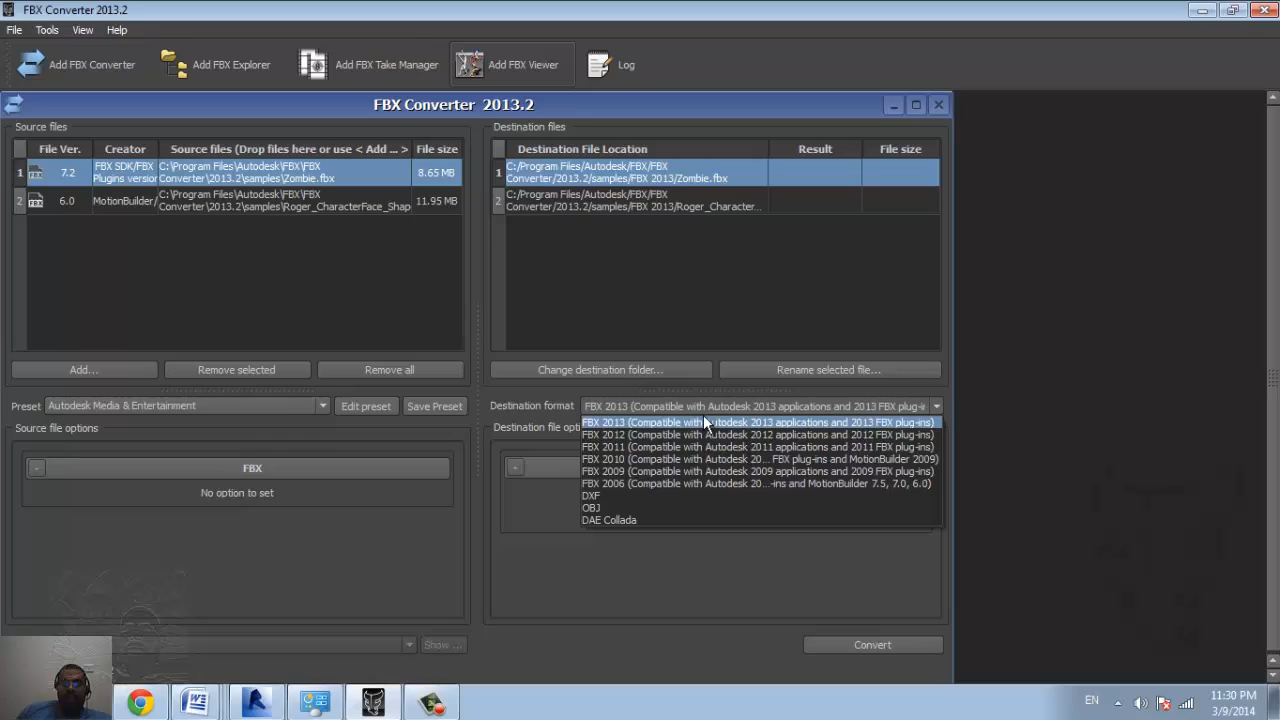 FBX Converter 2013.2
File Tools View Help
Add FBX Converter Add FBX Explorer Add FBX Take Manager Add FBX Viewer Log
FBX Converter 2013.2
Source files
File Ver. Creator Source files (Drop files here or use < Add ... > File size
1 7.2 FBX SDK/FBX Plugins version C:\Program Files\Autodesk\FBX\FBX Converter\2013.2\samples\Zombie.fbx 8.65 MB
2 6.0 MotionBuilder/ C:\Program Files\Autodesk\FBX\FBX Converter\2013.2\samples\Roger_CharacterFace_Shap 11.95 MB
Add... Remove selected Remove all
Preset Autodesk Media & Entertainment Edit preset Save Preset
Source file options
- FBX
No option to set
Show ...
Destination files
Destination File Location Result File size
1 C:/Program Files/Autodesk/FBX/FBX Converter/2013.2/samples/FBX 2013/Zombie.fbx
2 C:/Program Files/Autodesk/FBX/FBX Converter/2013.2/samples/FBX 2013/Roger_Character...
Change destination folder... Rename selected file...
Destination format FBX 2013 (Compatible with Autodesk 2013 applications and 2013 FBX plug-i
FBX 2013 (Compatible with Autodesk 2013 applications and 2013 FBX plug-ins)
Destination file opti
FBX 2012 (Compatible with Autodesk 2012 applications and 2012 FBX plug-ins)
FBX 2011 (Compatible with Autodesk 2011 applications and 2011 FBX plug-ins)
FBX 2010 (Compatible with Autodesk 20... FBX plug-ins and MotionBuilder 2009)
- FBX 2009 (Compatible with Autodesk 2009 applications and 2009 FBX plug-ins)
FBX 2006 (Compatible with Autodesk 20...-ins and MotionBuilder 7.5, 7.0, 6.0)
DXF
OBJ
DAE Collada
Convert
EN 11:30 PM
3/9/2014